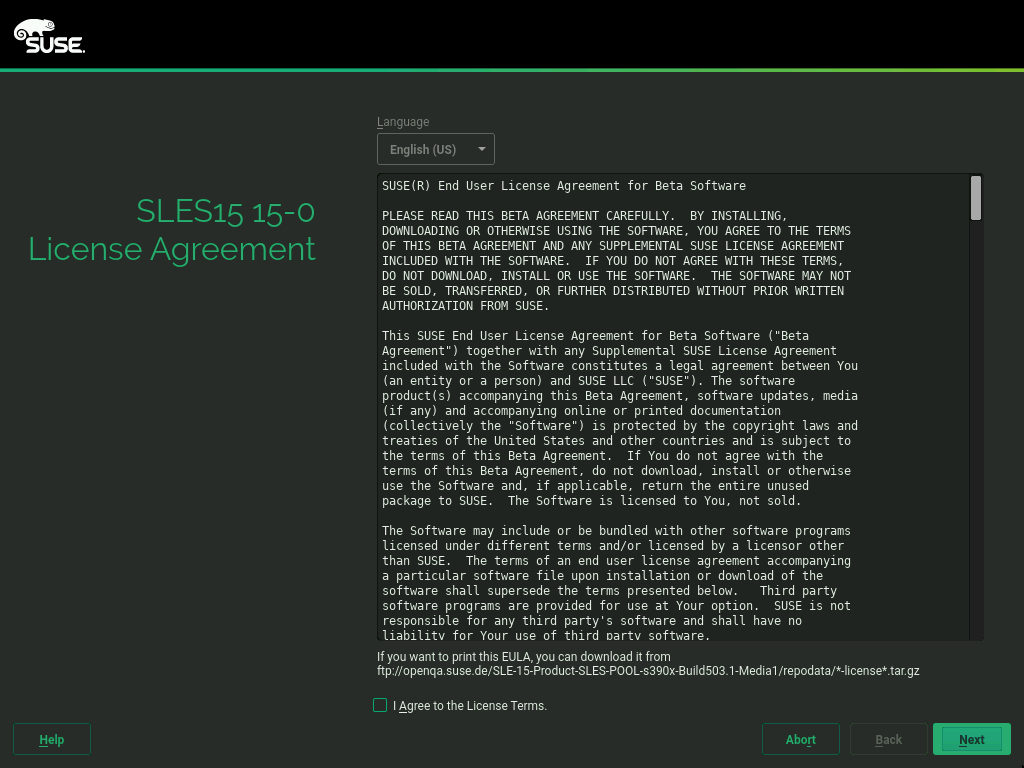 SUSE.
Language
English (US)
SLES15 15-0
License Agreement
SUSE(R) End User License Agreement for Beta Software
PLEASE READ THIS BETA AGREEMENT CAREFULLY.  BY INSTALLING,
DOWNLOADING OR OTHERWISE USING THE SOFTWARE, YOU AGREE TO THE TERMS
OF THIS BETA AGREEMENT AND ANY SUPPLEMENTAL SUSE LICENSE AGREEMENT
INCLUDED WITH THE SOFTWARE.  IF YOU DO NOT AGREE WITH THESE TERMS,
DO NOT DOWNLOAD, INSTALL OR USE THE SOFTWARE.  THE SOFTWARE MAY NOT
BE SOLD, TRANSFERRED, OR FURTHER DISTRIBUTED WITHOUT PRIOR WRITTEN
AUTHORIZATION FROM SUSE.
This SUSE End User License Agreement for Beta Software ("Beta
Agreement") together with any Supplemental SUSE License Agreement
included with the Software constitutes a legal agreement between You
(an entity or a person) and SUSE LLC ("SUSE"). The software
product(s) accompanying this Beta Agreement, software updates, media
(if any) and accompanying online or printed documentation
(collectively the "Software") is protected by the copyright laws and
treaties of the United States and other countries and is subject to
the terms of this Beta Agreement.  If You do not agree with the
terms of this Beta Agreement, do not download, install or otherwise
use the Software and, if applicable, return the entire unused
package to SUSE.  The Software is licensed to You, not sold.
The Software may include or be bundled with other software programs
licensed under different terms and/or licensed by a licensor other
than SUSE.  The terms of an end user license agreement accompanying
a particular software file upon installation or download of the
software shall supersede the terms presented below.   Third party
software programs are provided for use at Your option.  SUSE is not
responsible for any third party's software and shall have no
liability for Your use of third party software.
If you want to print this EULA, you can download it from
ftp://openqa.suse.de/SLE-15-Product-SLES-POOL-s390x-Build503.1-Media1/repodata/*-license*.tar.gz
I Agree to the License Terms.
Help
Abort
Back
Next